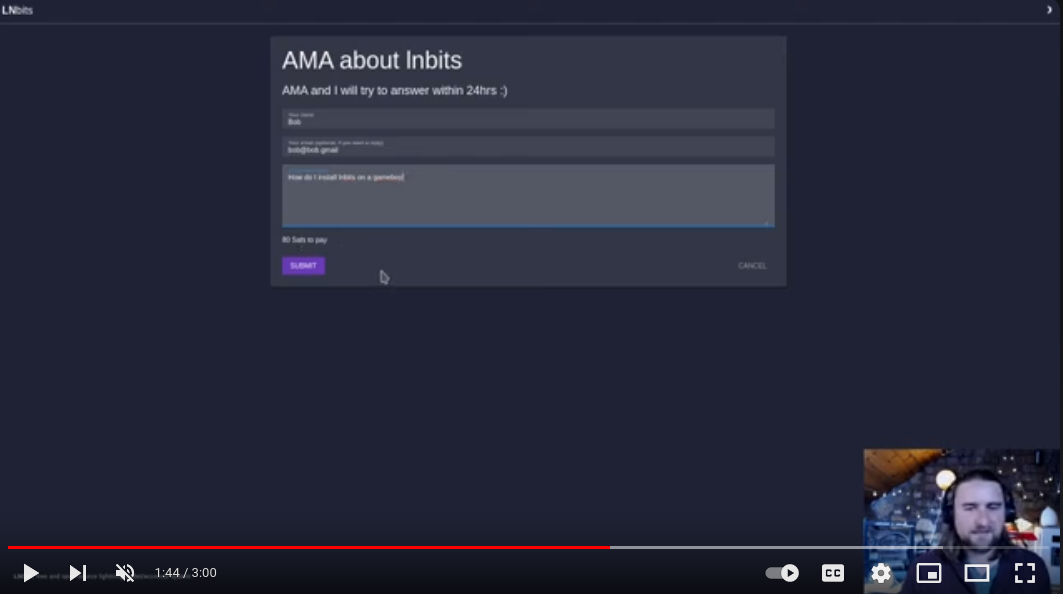 LNbits
AMA about lnbits
AMA and I will try to answer within 24hrs :)
Your name
Bob
Your email (optional, if you want a reply)
bob@bob.gmail
How do I install lnbits on a gameboy
80 Sats to pay
SUBMIT
CANCEL
1:44 / 3:00
CC